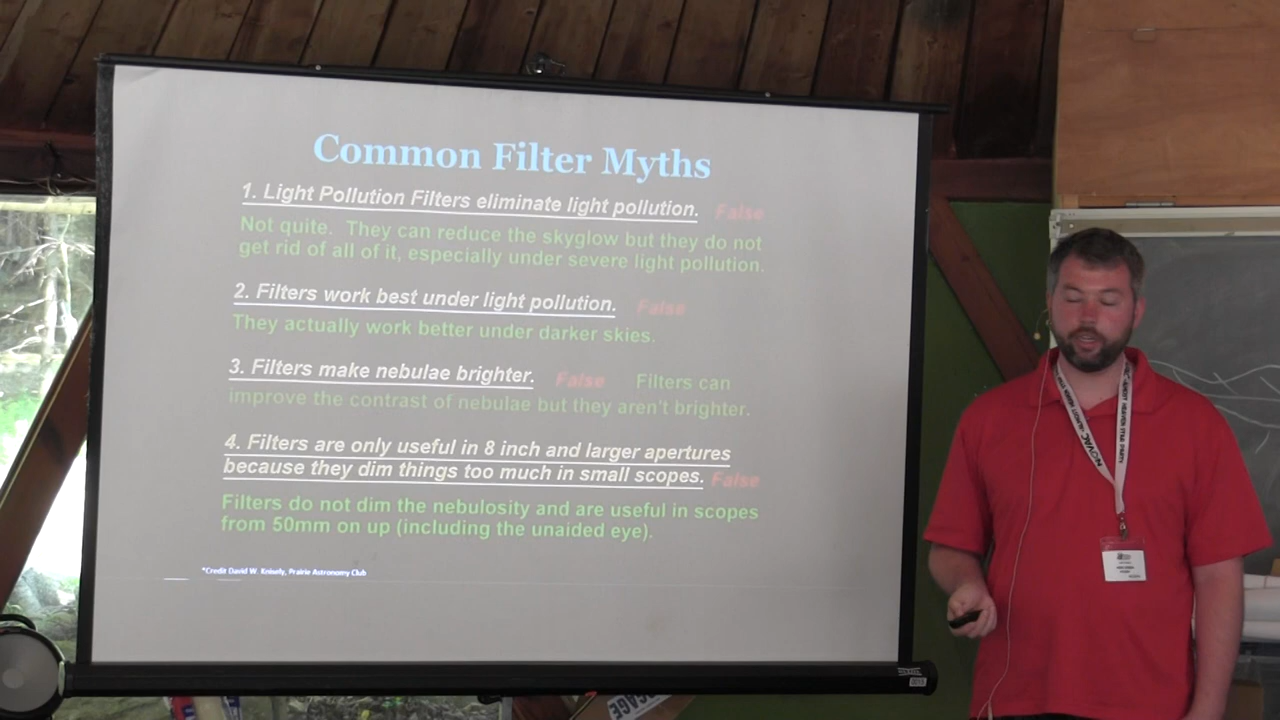 Common Filter Myths
1. Light Pollution Filters eliminate light pollution. False
Not quite. They can reduce the skyglow but they do not
get rid of all of it, especially under severe light pollution.
2. Filters work best under light pollution. False
They actually work better under darker skies.
3. Filters make nebulae brighter. False Filters can
improve the contrast of nebulae but they aren't brighter.
4. Filters are only useful in 8 inch and larger apertures
because they dim things too much in small scopes. False
Filters do not dim the nebulosity and are useful in scopes
from 50mm on up (including the unaided eye).
*Credit David W. Knisely, Prairie Astronomy Club
NOVAC
ALMOST HEAVEN STAR PARTY